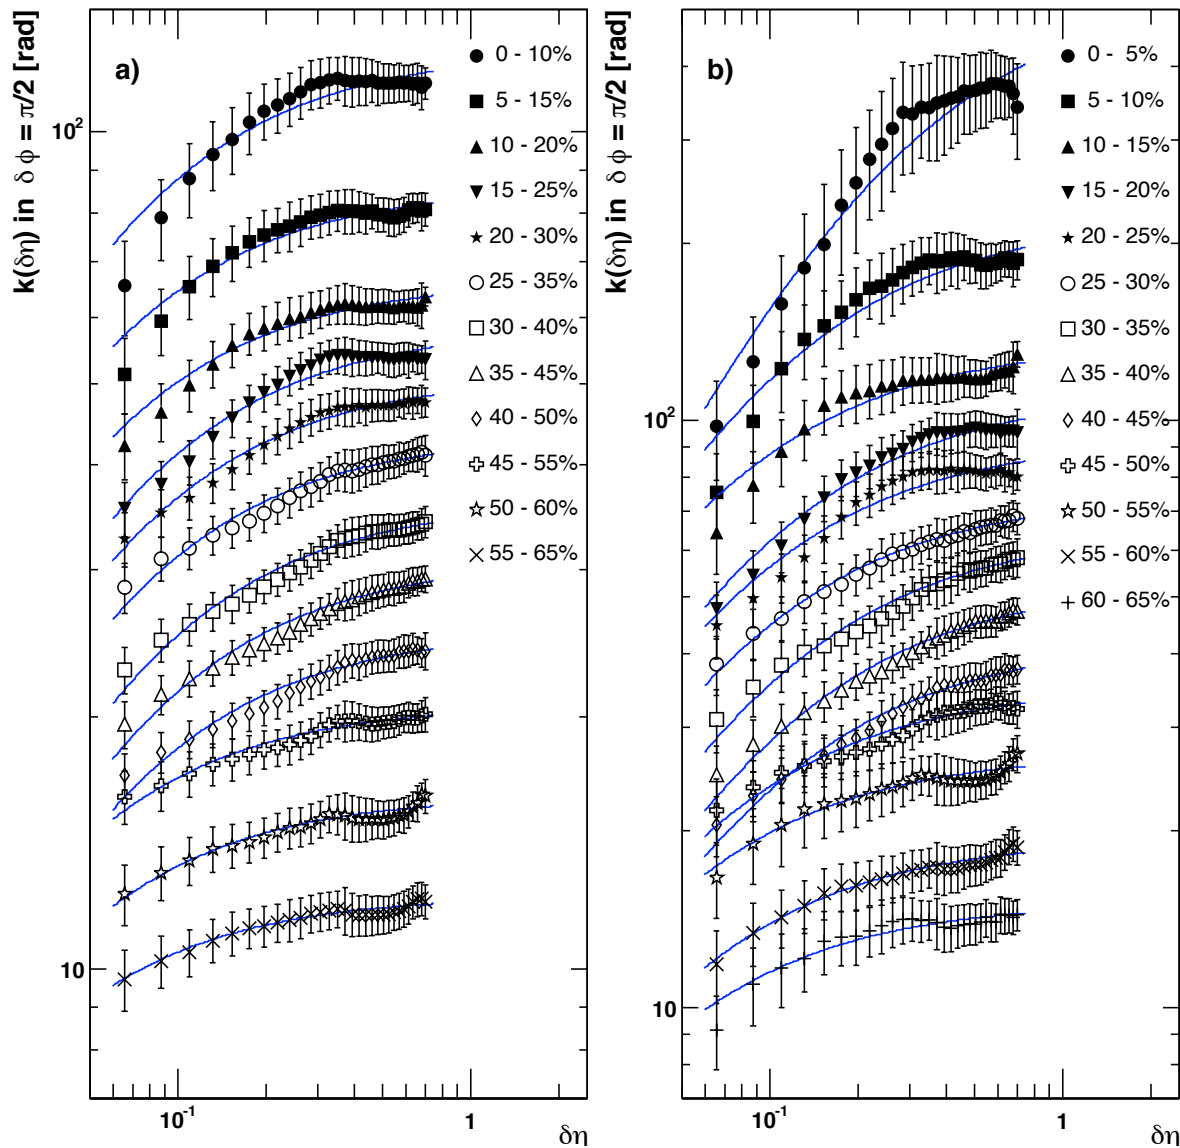 k(δη) in δ ϕ = π/2 [rad]
a)
0 - 10%
5 - 15%
10 - 20%
15 - 25%
20 - 30%
25 - 35%
30 - 40%
35 - 45%
40 - 50%
45 - 55%
50 - 60%
55 - 65%
10²
10
10⁻¹
1
δη
k(δη) in δ ϕ = π/2 [rad]
b)
0 - 5%
5 - 10%
10 - 15%
15 - 20%
20 - 25%
25 - 30%
30 - 35%
35 - 40%
40 - 45%
45 - 50%
50 - 55%
55 - 60%
60 - 65%
10²
10
10⁻¹
1
δη